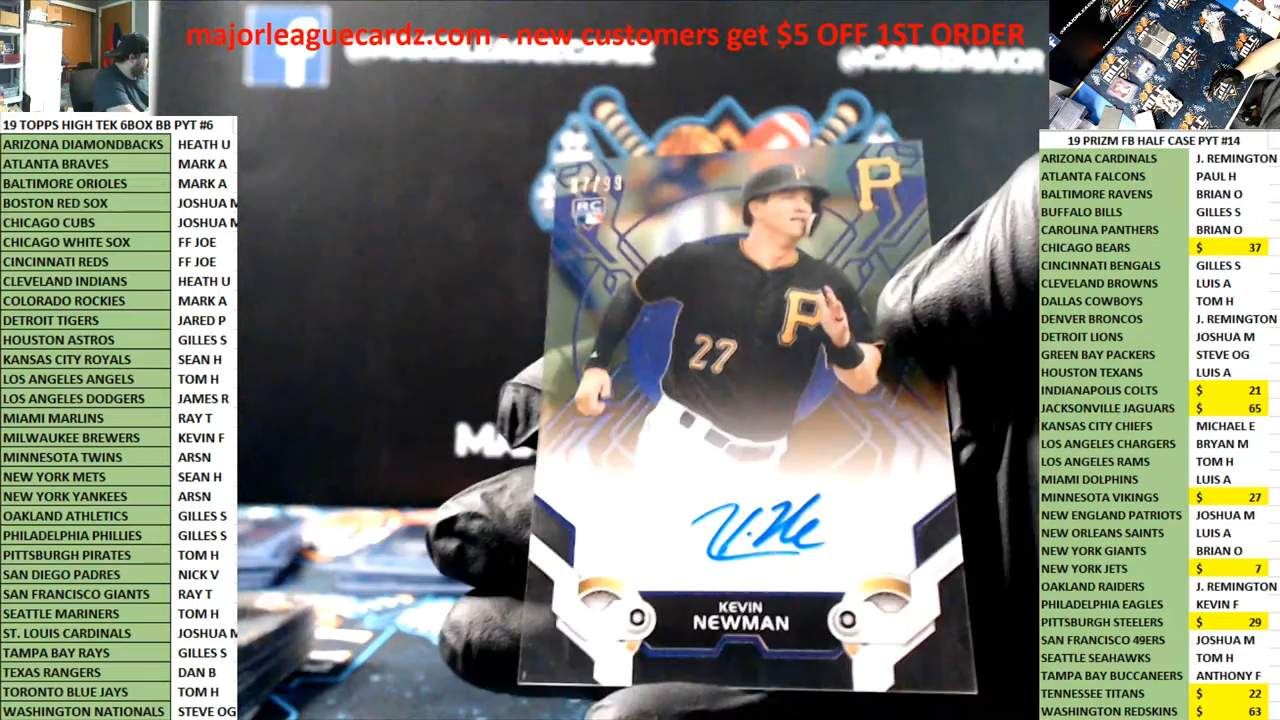 majorleaguecardz.com - new customers get $5 OFF 1ST ORDER
19 TOPPS HIGH TEK 6BOX BB PYT #6
ARIZONA DIAMONDBACKS HEATH U
ATLANTA BRAVES MARK A
BALTIMORE ORIOLES MARK A
BOSTON RED SOX JOSHUA M
CHICAGO CUBS JOSHUA M
CHICAGO WHITE SOX FF JOE
CINCINNATI REDS FF JOE
CLEVELAND INDIANS HEATH U
COLORADO ROCKIES MARK A
DETROIT TIGERS JARED P
HOUSTON ASTROS GILLES S
KANSAS CITY ROYALS SEAN H
LOS ANGELES ANGELS TOM H
LOS ANGELES DODGERS JAMES R
MIAMI MARLINS RAY T
MILWAUKEE BREWERS KEVIN F
MINNESOTA TWINS ARSN
NEW YORK METS SEAN H
NEW YORK YANKEES ARSN
OAKLAND ATHLETICS GILLES S
PHILADELPHIA PHILLIES GILLES S
PITTSBURGH PIRATES TOM H
SAN DIEGO PADRES NICK V
SAN FRANCISCO GIANTS RAY T
SEATTLE MARINERS TOM H
ST. LOUIS CARDINALS JOSHUA M
TAMPA BAY RAYS GILLES S
TEXAS RANGERS DAN B
TORONTO BLUE JAYS TOM H
WASHINGTON NATIONALS STEVE OG
RC
P
P
P
27
KEVIN
NEWMAN
19 PRIZM FB HALF CASE PYT #14
ARIZONA CARDINALS J. REMINGTON
ATLANTA FALCONS PAUL H
BALTIMORE RAVENS BRIAN O
BUFFALO BILLS GILLES S
CAROLINA PANTHERS BRIAN O
CHICAGO BEARS $ 37
CINCINNATI BENGALS GILLES S
CLEVELAND BROWNS LUIS A
DALLAS COWBOYS TOM H
DENVER BRONCOS J. REMINGTON
DETROIT LIONS JOSHUA M
GREEN BAY PACKERS STEVE OG
HOUSTON TEXANS LUIS A
INDIANAPOLIS COLTS $ 21
JACKSONVILLE JAGUARS $ 65
KANSAS CITY CHIEFS MICHAEL E
LOS ANGELES CHARGERS BRYAN M
LOS ANGELES RAMS TOM H
MIAMI DOLPHINS LUIS A
MINNESOTA VIKINGS $ 27
NEW ENGLAND PATRIOTS JOSHUA M
NEW ORLEANS SAINTS LUIS A
NEW YORK GIANTS BRIAN O
NEW YORK JETS $ 7
OAKLAND RAIDERS J. REMINGTON
PHILADELPHIA EAGLES KEVIN F
PITTSBURGH STEELERS $ 29
SAN FRANCISCO 49ERS JOSHUA M
SEATTLE SEAHAWKS TOM H
TAMPA BAY BUCCANEERS ANTHONY F
TENNESSEE TITANS $ 22
WASHINGTON REDSKINS $ 63